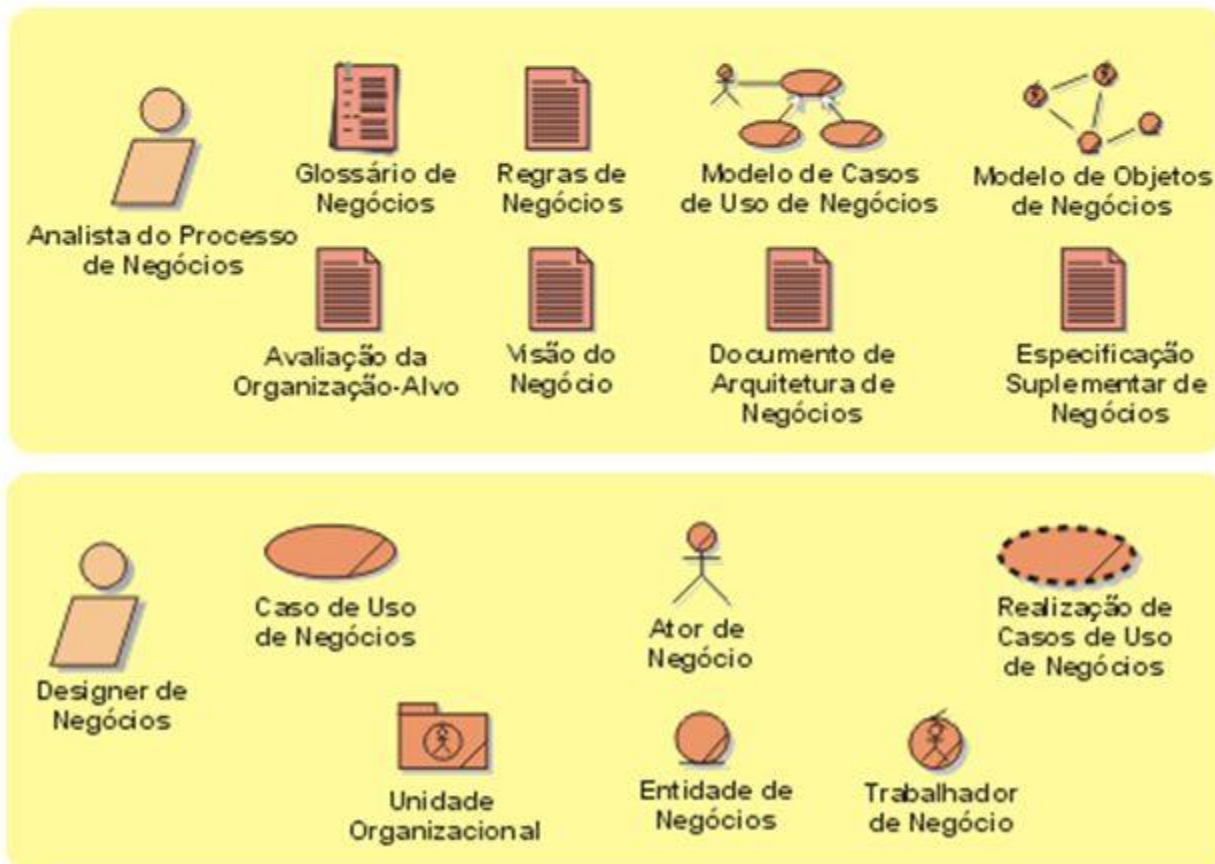 Analista do Processo
de Negócios
Glossário de
Negócios
Regras de
Negócios
Modelo de Casos
de Uso de Negócios
Modelo de Objetos
de Negócios
Avaliação da
Organização-Alvo
Visão do
Negócio
Documento de
Arquitetura de
Negócios
Especificação
Suplementar de
Negócios
Designer de
Negócios
Caso de Uso
de Negócios
Ator de
Negócio
Realização de
Casos de Uso
de Negócios
Unidade
Organizacional
Entidade de
Negócios
Trabalhador
de Negócio